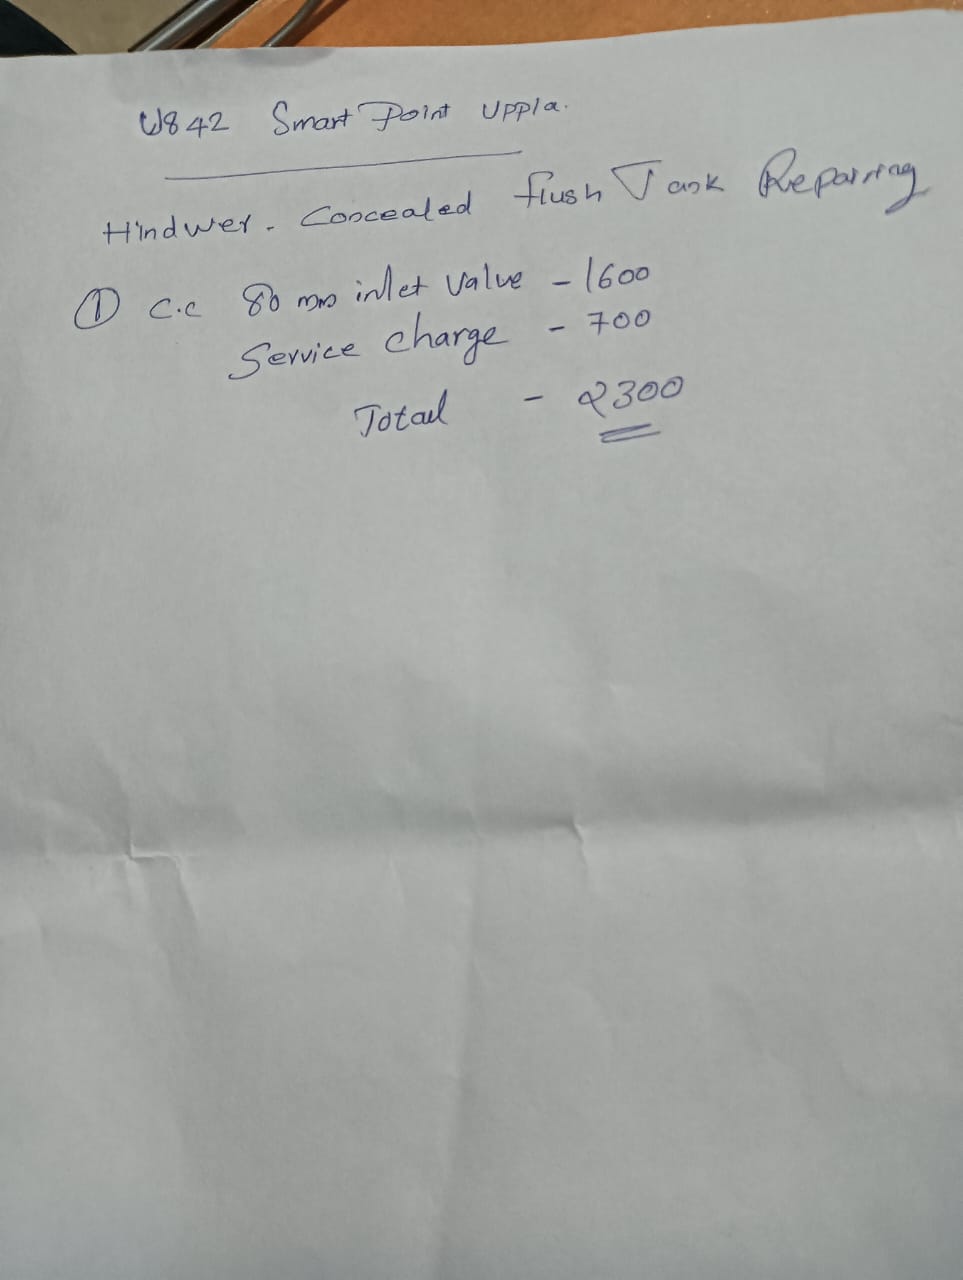 U842 Smart Point Uppla.
Hindwer. Concealed flush Tank Reparring
① C.C 80 mm inlet Valve - 1600
Service charge - 700
Total - 2300